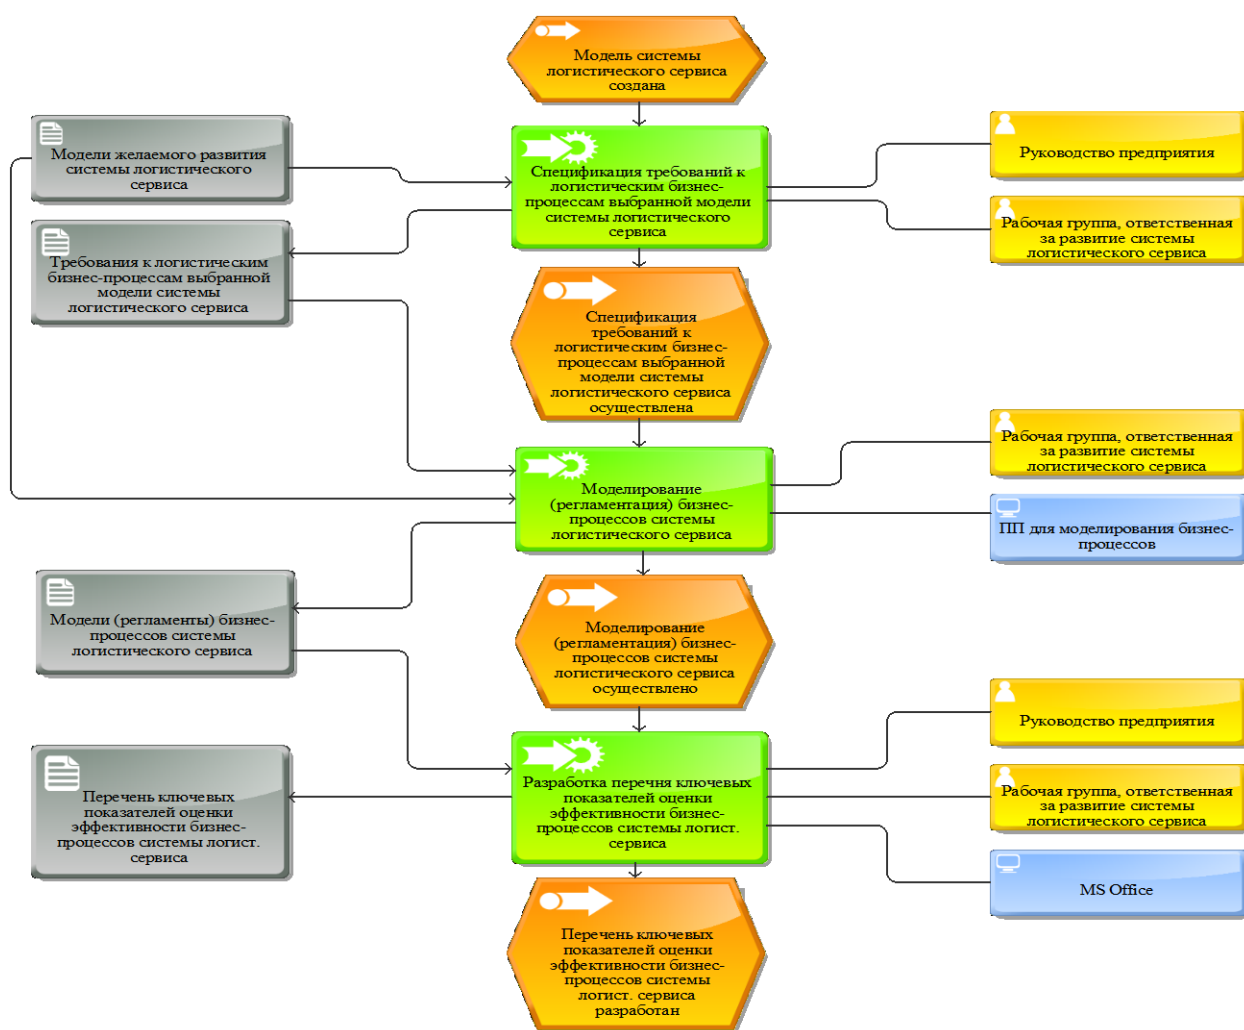 Модель системы
логистического сервиса
создана
Модели желаемого развития
системы логистического
сервиса
Спецификация требований к
логистическим бизнес-
процессам выбранной модели
системы логистического
сервиса
Руководство предприятия
Рабочая группа, ответственная
за развитие системы
логистического сервиса
Требования к логистическим
бизнес-процессам выбранной
модели системы
логистического сервиса
Спецификация
требований к
логистическим бизнес-
процессам выбранной
модели системы
логистического сервиса
осуществлена
Моделирование
(регламентация) бизнес-
процессов системы
логистического сервиса
Рабочая группа, ответственная
за развитие системы
логистического сервиса
ПП для моделирования бизнес-
процессов
Модели (регламенты) бизнес-
процессов системы
логистического сервиса
Моделирование
(регламентация) бизнес-
процессов системы
логистического сервиса
осуществлено
Руководство предприятия
Разработка перечня ключевых
показателей оценки
эффективности бизнес-
процессов системы логист.
сервиса
Рабочая группа, ответственная
за развитие системы
логистического сервиса
Перечень ключевых
показателей оценки
эффективности бизнес-
процессов системы логист.
сервиса
MS Office
Перечень ключевых
показателей оценки
эффективности бизнес-
процессов системы
логист. сервиса
разработан